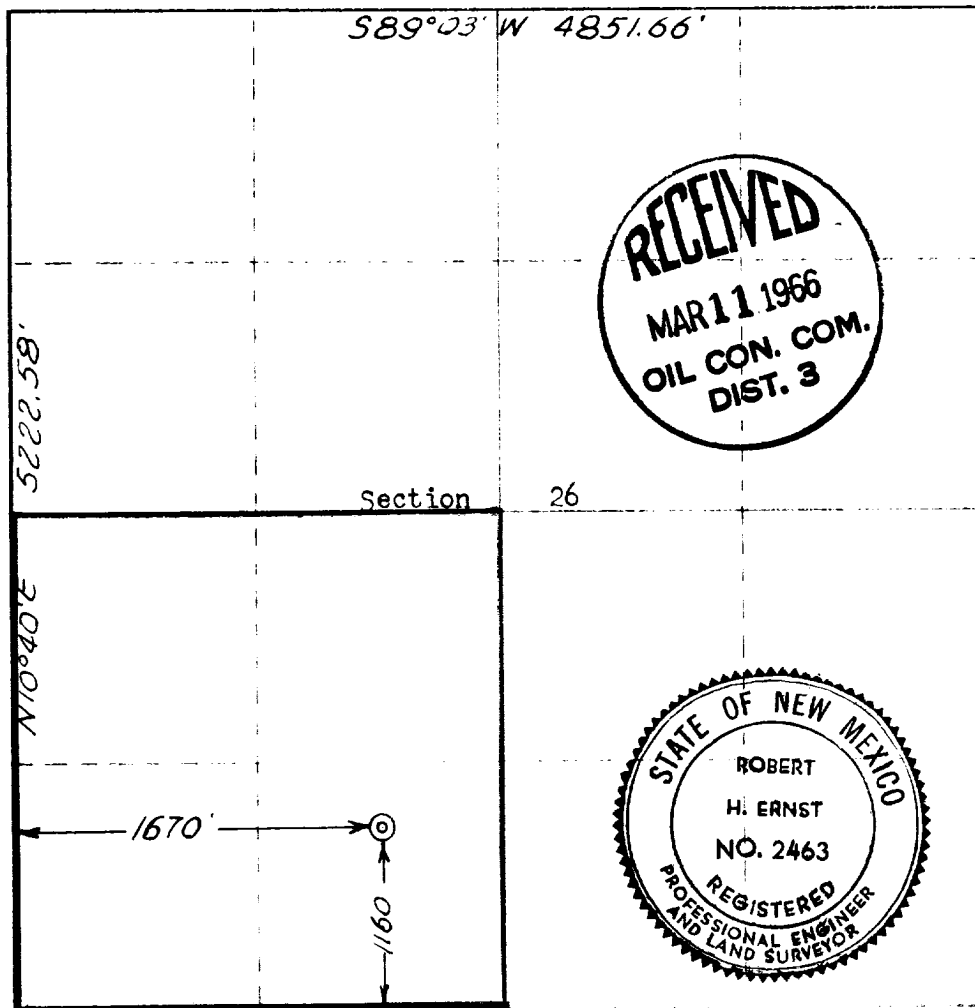 S89°03' W 4851.66'
RECEIVED
MAR 11 1966
OIL CON. COM.
DIST. 3
5222.58'
Section 26
N10°40'E
STATE OF NEW MEXICO
ROBERT
H. ERNST
NO. 2463
REGISTERED
PROFESSIONAL ENGINEER
AND LAND SURVEYOR
1670'
1160